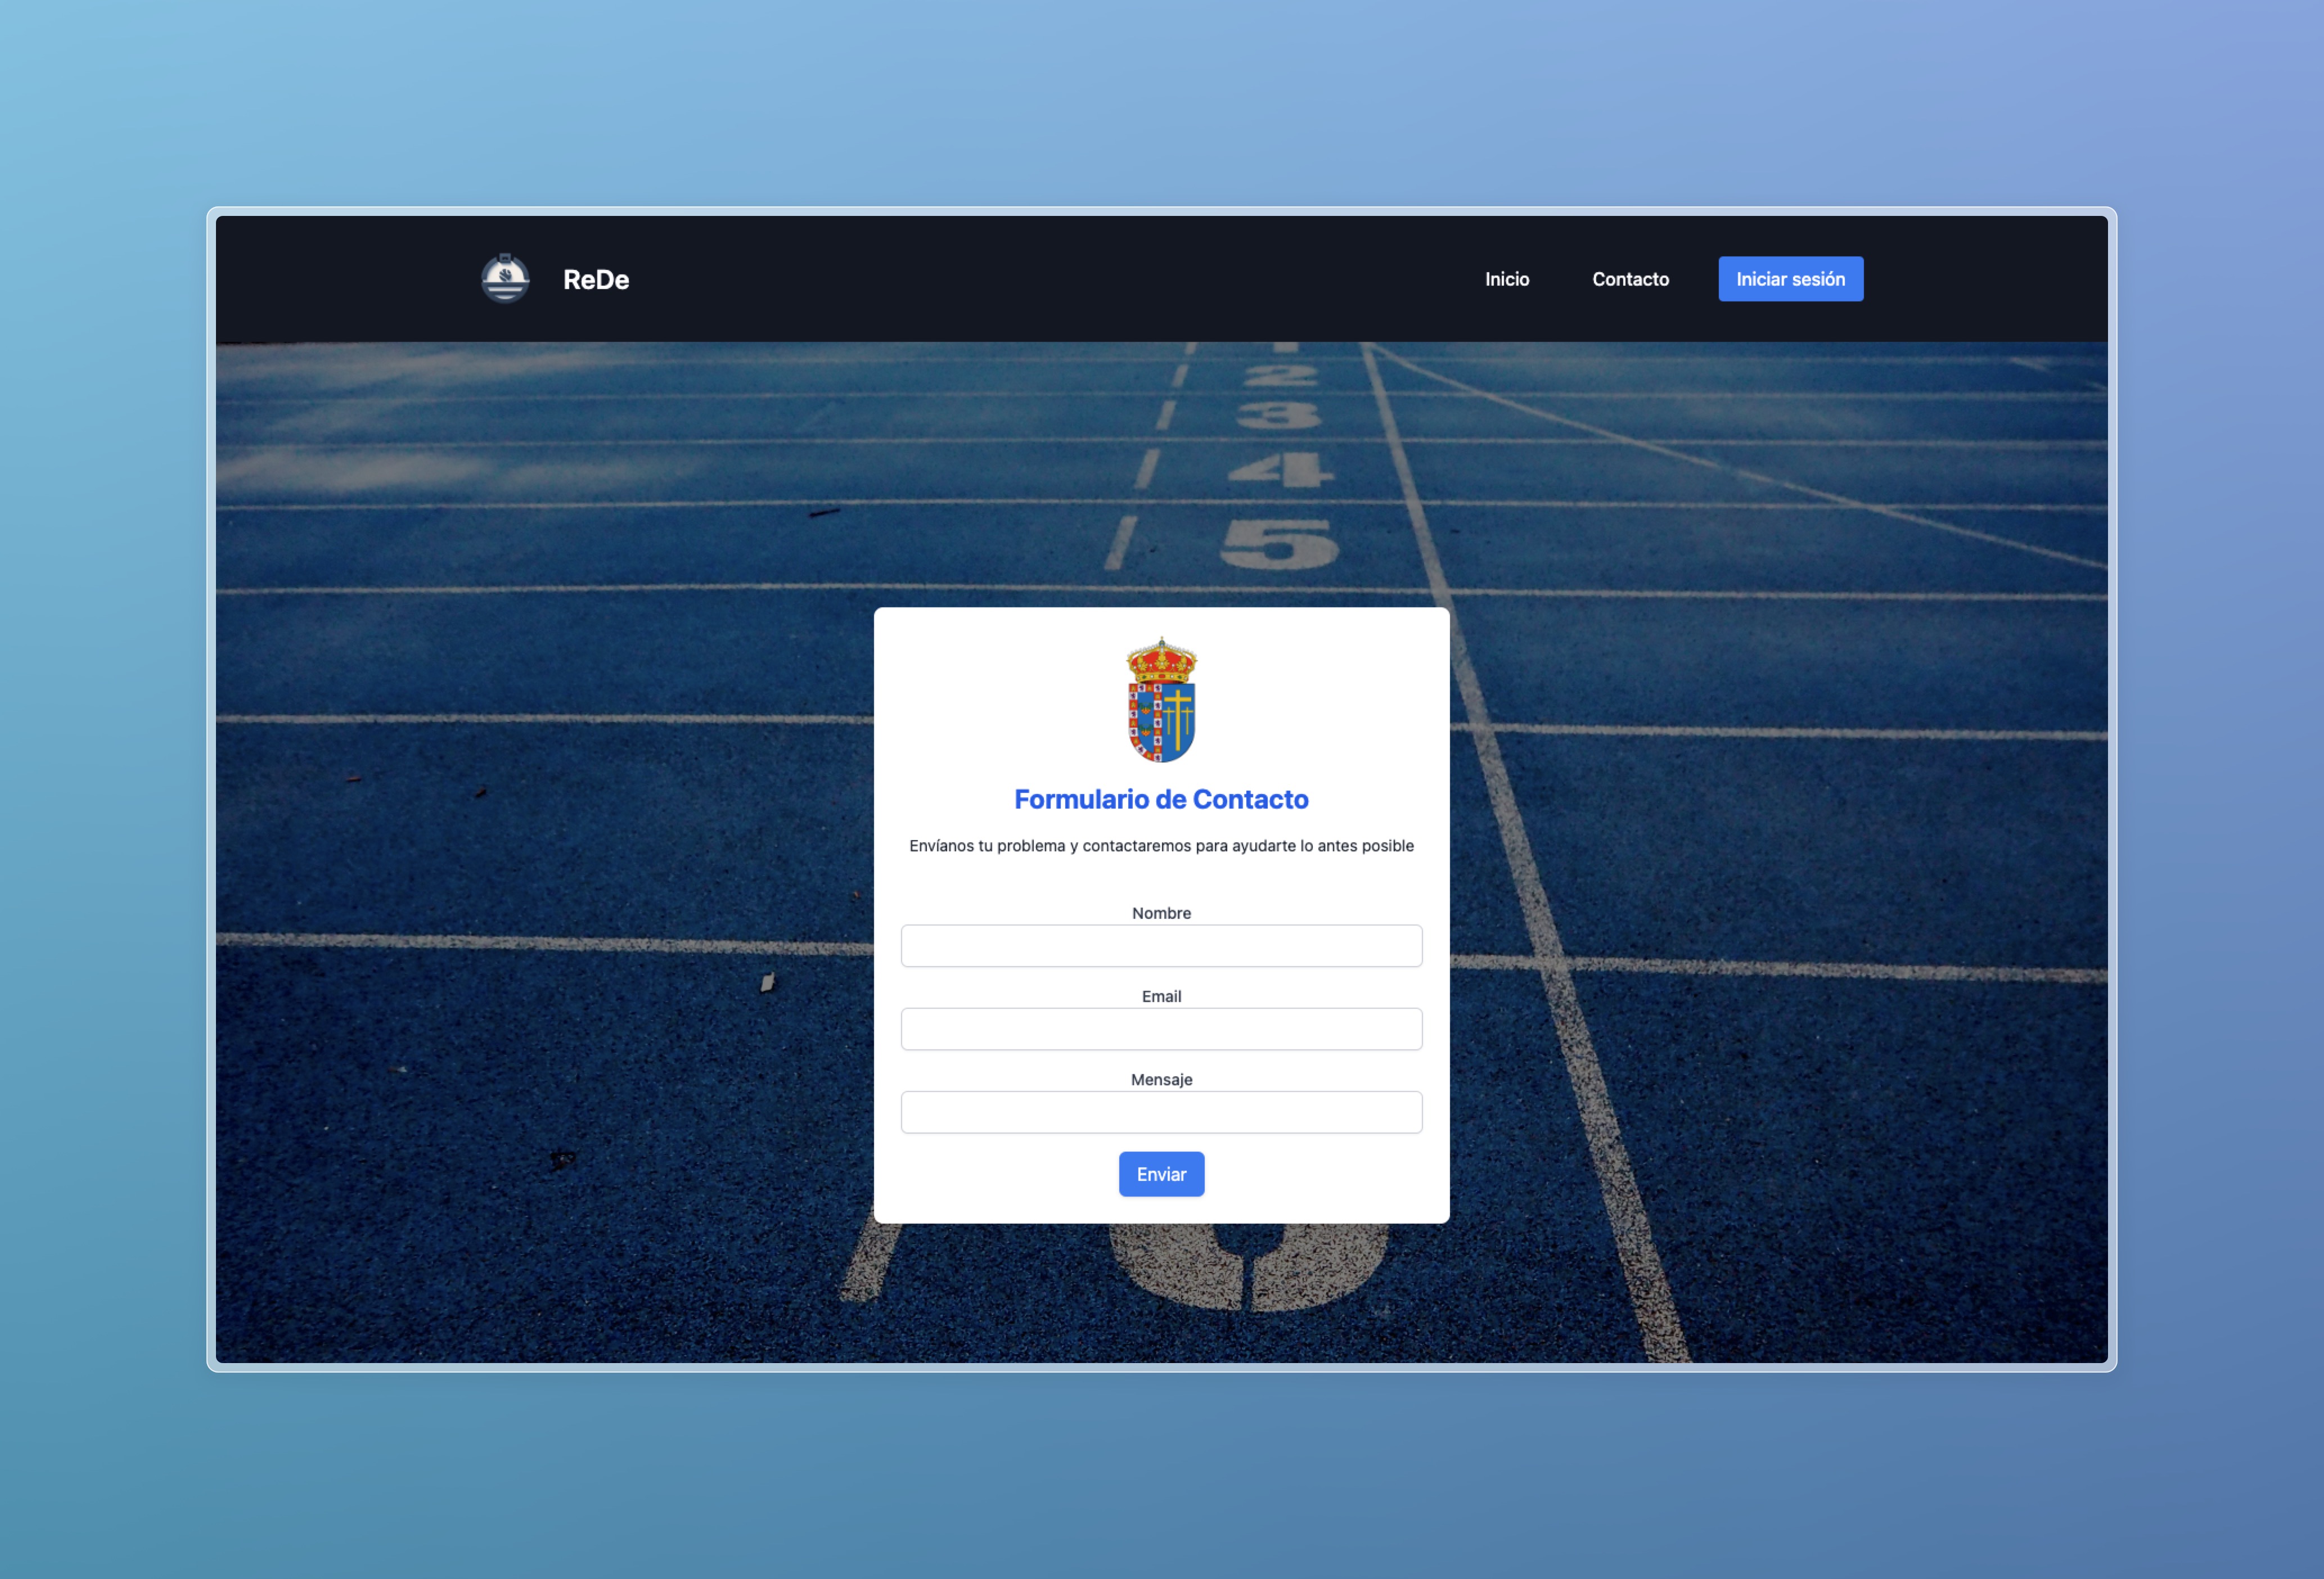 ReDe
Inicio
Contacto
Iniciar sesión
2
3
4
5
Formulario de Contacto
Envíanos tu problema y contactaremos para ayudarte lo antes posible
Nombre
Email
Mensaje
Enviar